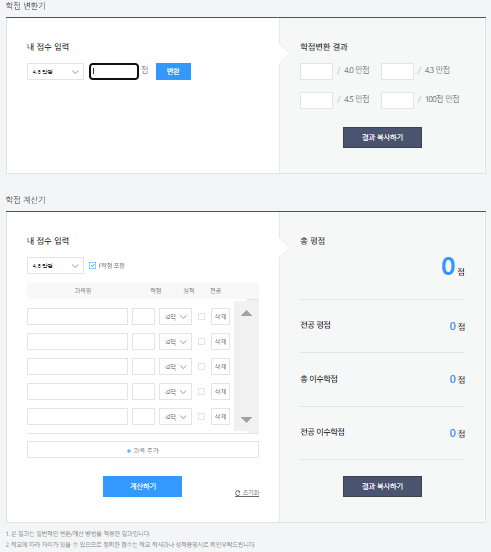 학점 변환기
내 점수 입력
학점변환 결과
4.5 만점
점
변환
/ 4.0 만점
/ 4.3 만점
/ 4.5 만점
/ 100점 만점
결과 복사하기
학점 계산기
내 점수 입력
총 평점
4.5 만점
F학점 포함
0 점
과목명 학점 성적 전공
선택 삭제
선택 삭제
선택 삭제
선택 삭제
선택 삭제
전공 평점
0 점
총 이수학점
0 점
전공 이수학점
0 점
+ 과목 추가
계산하기
초기화
결과 복사하기
1. 본 결과는 일반적인 변환/계산 방법을 적용한 결과입니다.
2. 학교에 따라 차이가 있을 수 있으므로 정확한 점수는 학교 학사과나 성적증명서로 확인부탁드립니다.